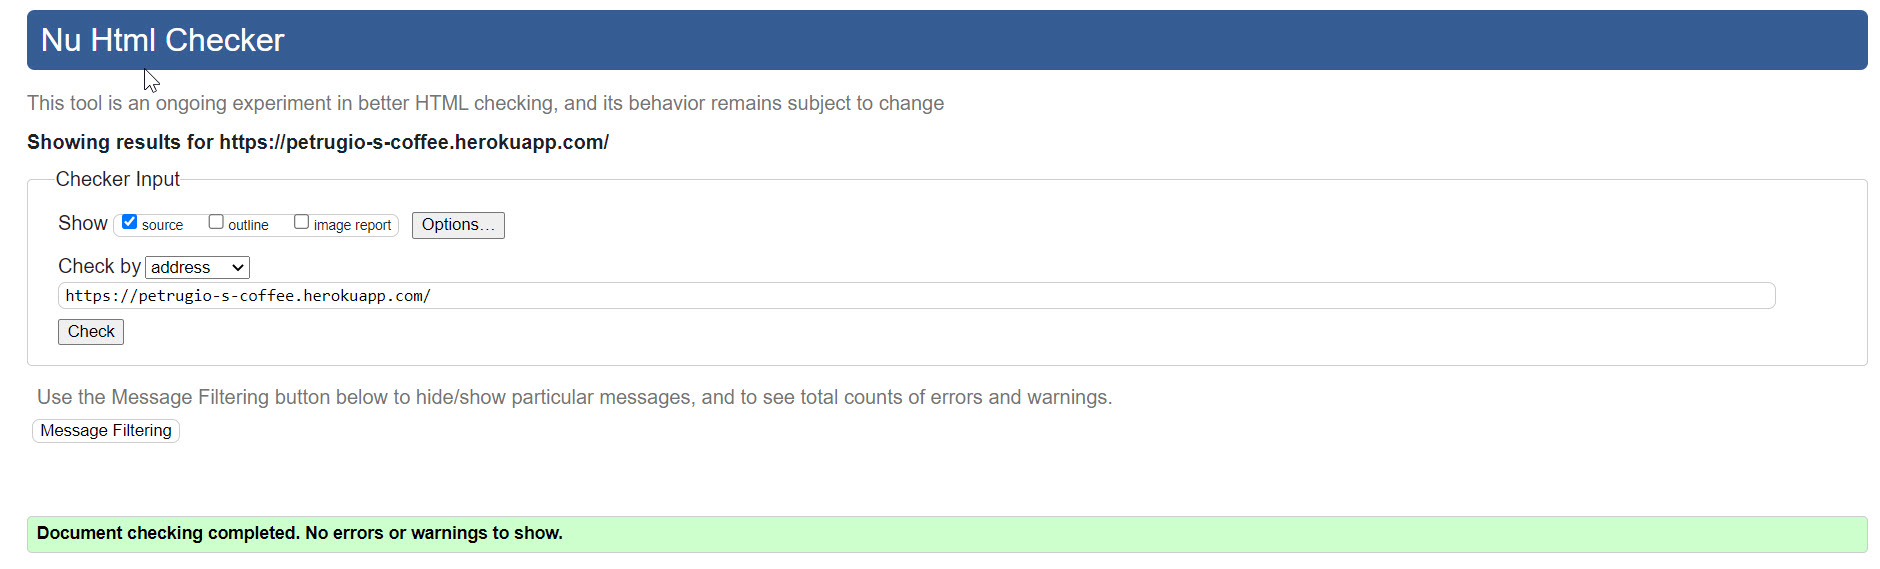 Nu Html Checker
This tool is an ongoing experiment in better HTML checking, and its behavior remains subject to change
Showing results for https://petrugio-s-coffee.herokuapp.com/
Checker Input
Show source outline image report Options...
Check by address
https://petrugio-s-coffee.herokuapp.com/
Check
Use the Message Filtering button below to hide/show particular messages, and to see total counts of errors and warnings.
Message Filtering
Document checking completed. No errors or warnings to show.